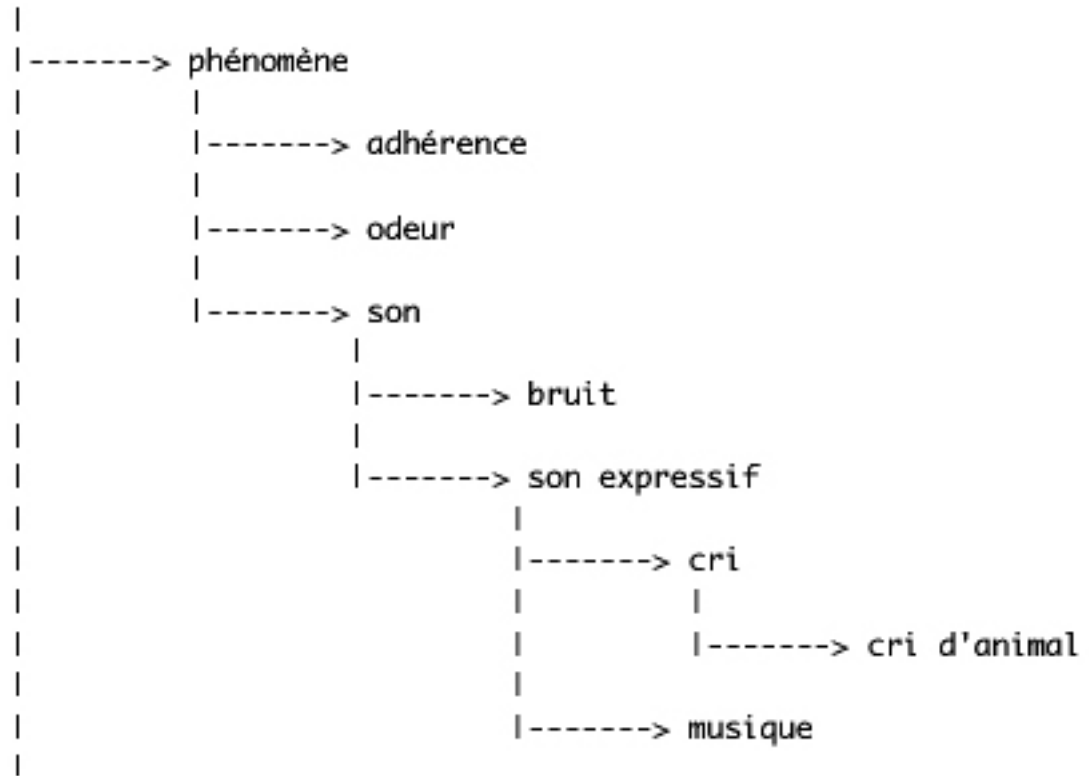 |
|-------> phénomène
|         |
|         |-------> adhérence
|         |
|         |-------> odeur
|         |
|         |-------> son
|                  |
|                  |-------> bruit
|                  |
|                  |-------> son expressif
|                           |
|                           |-------> cri
|                           |         |
|                           |         |-------> cri d'animal
|                           |
|                           |-------> musique
|